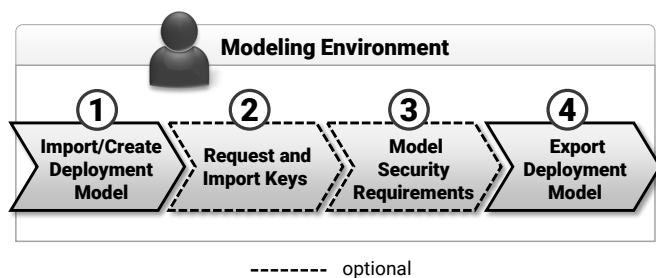 Modeling Environment
1
Import/Create
Deployment
Model
2
Request and
Import Keys
3
Model
Security
Requirements
4
Export
Deployment
Model
optional